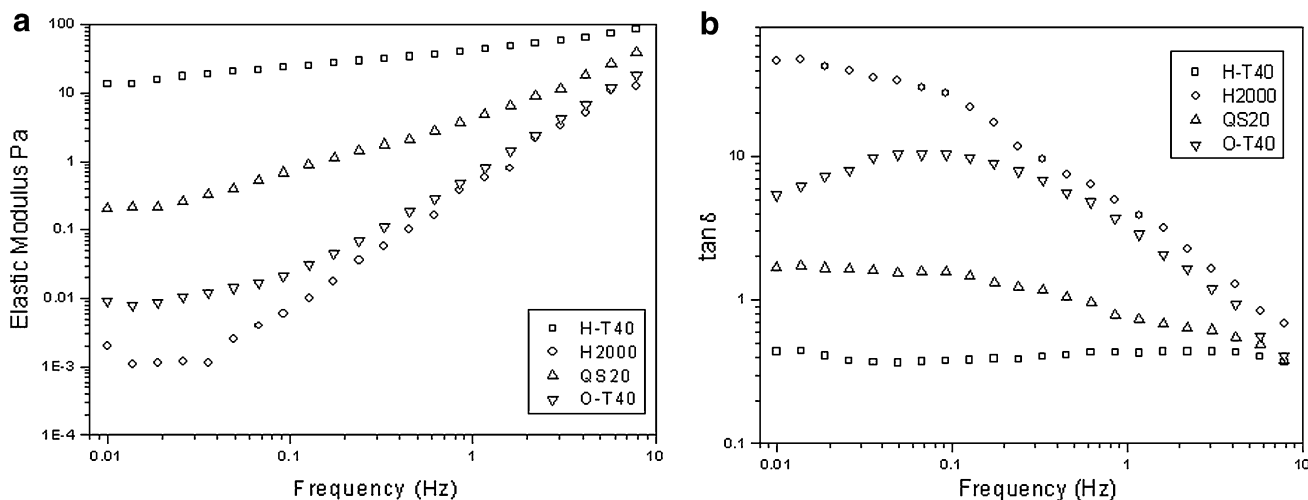 a
Elastic Modulus Pa
100
10
1
0.1
0.01
1E-3
1E-4
0.01
0.1
1
10
Frequency (Hz)
H-T40
H2000
QS20
O-T40
b
tan δ
10
1
0.1
0.01
0.1
1
10
Frequency (Hz)
H-T40
H2000
QS20
O-T40